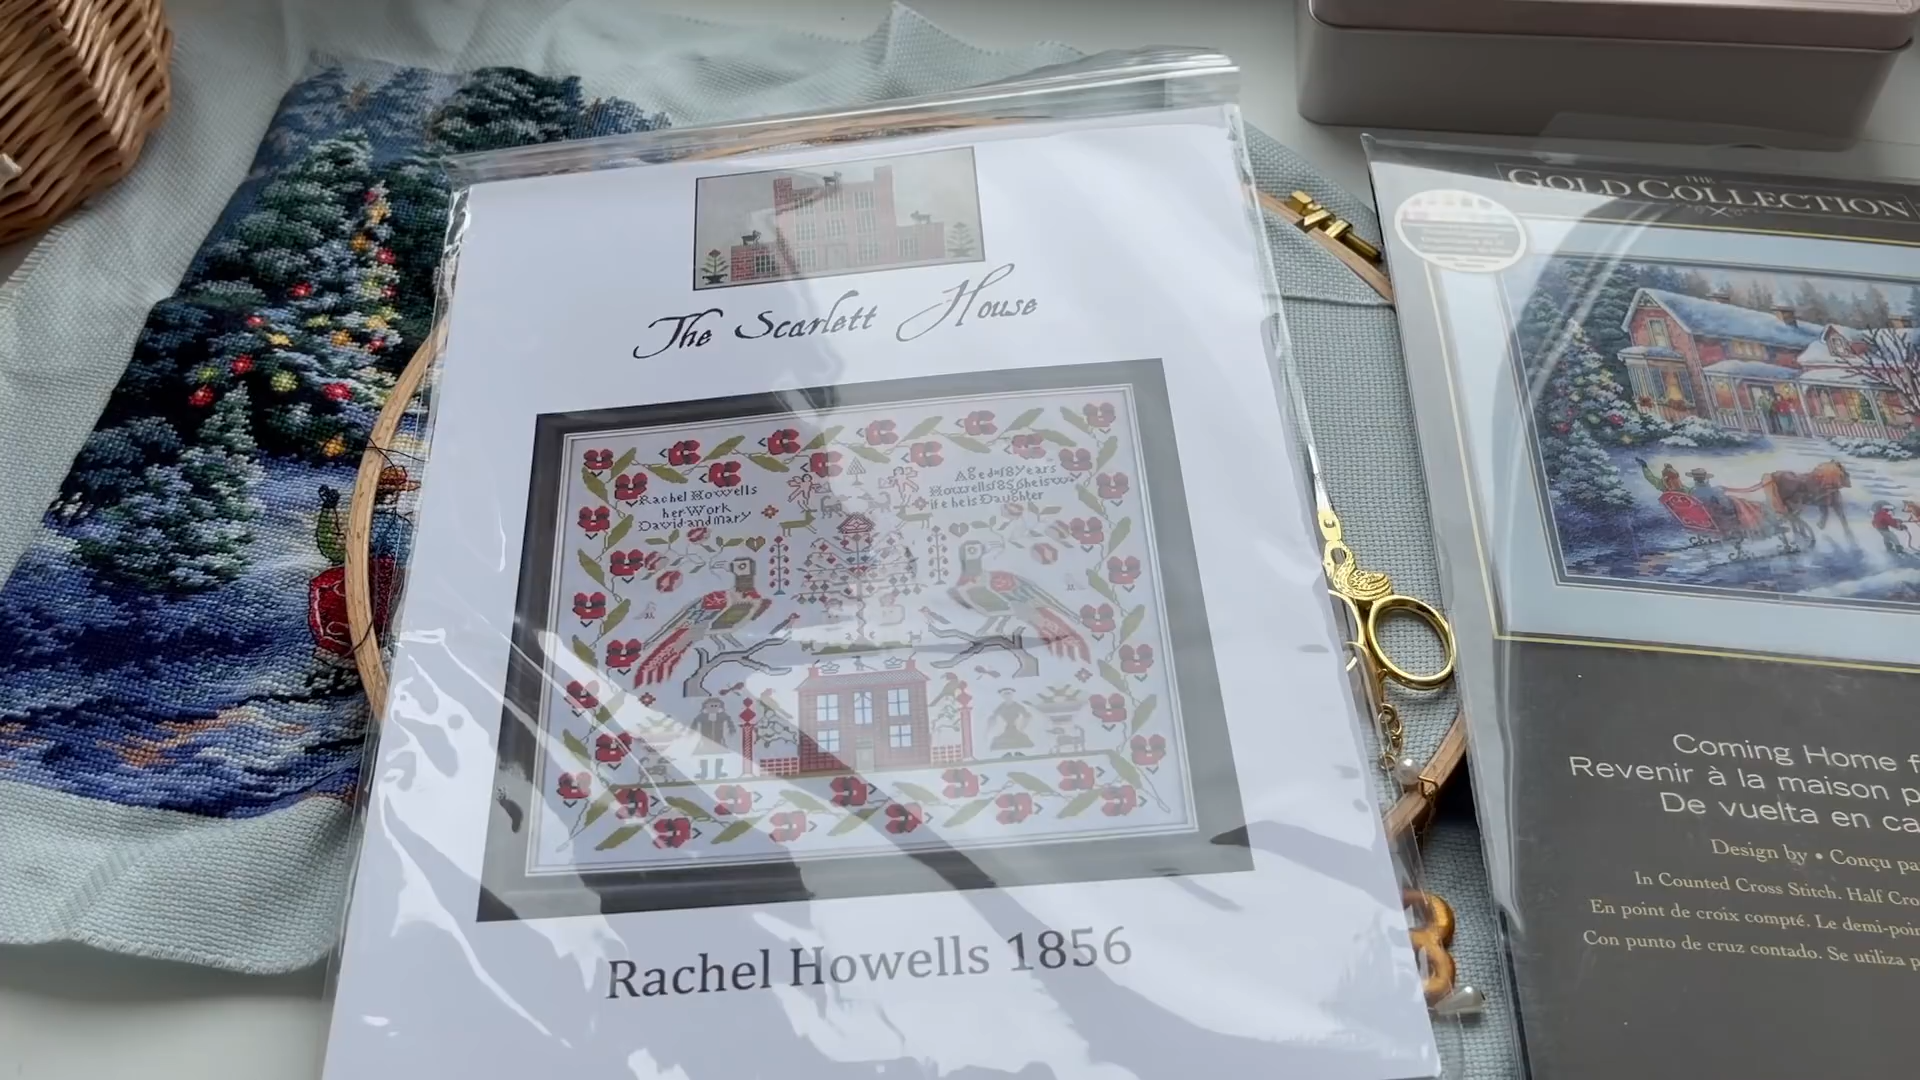 The Scarlett House
Rachel Howells
her Work
David and Mary
Aged 18 Years
Rachel Howells 1856
THE
GOLD COLLECTION
Coming Home f
Revenir à la maison p
De vuelta en ca
Design by • Conçu pa
In Counted Cross Stitch. Half Cro
En point de croix compté. Le demi-poin
Con punto de cruz contado. Se utiliza p